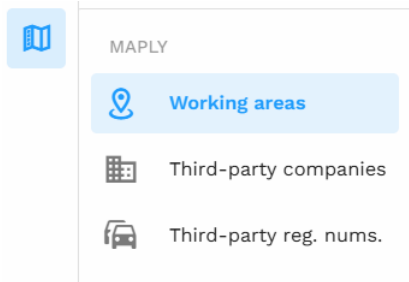 MAPLY
Working areas
Third-party companies
Third-party reg. nums.